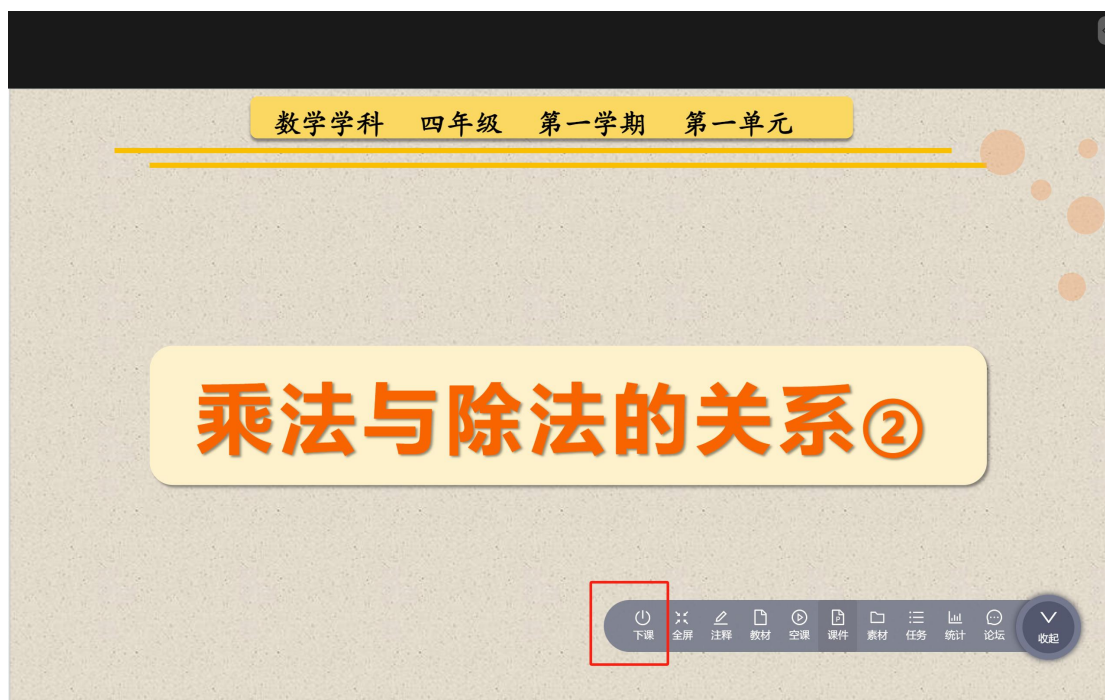 数学学科 四年级 第一学期 第一单元
乘法与除法的关系②
下课 全屏 注释 教材 空课 课件 素材 任务 统计 论坛 收起